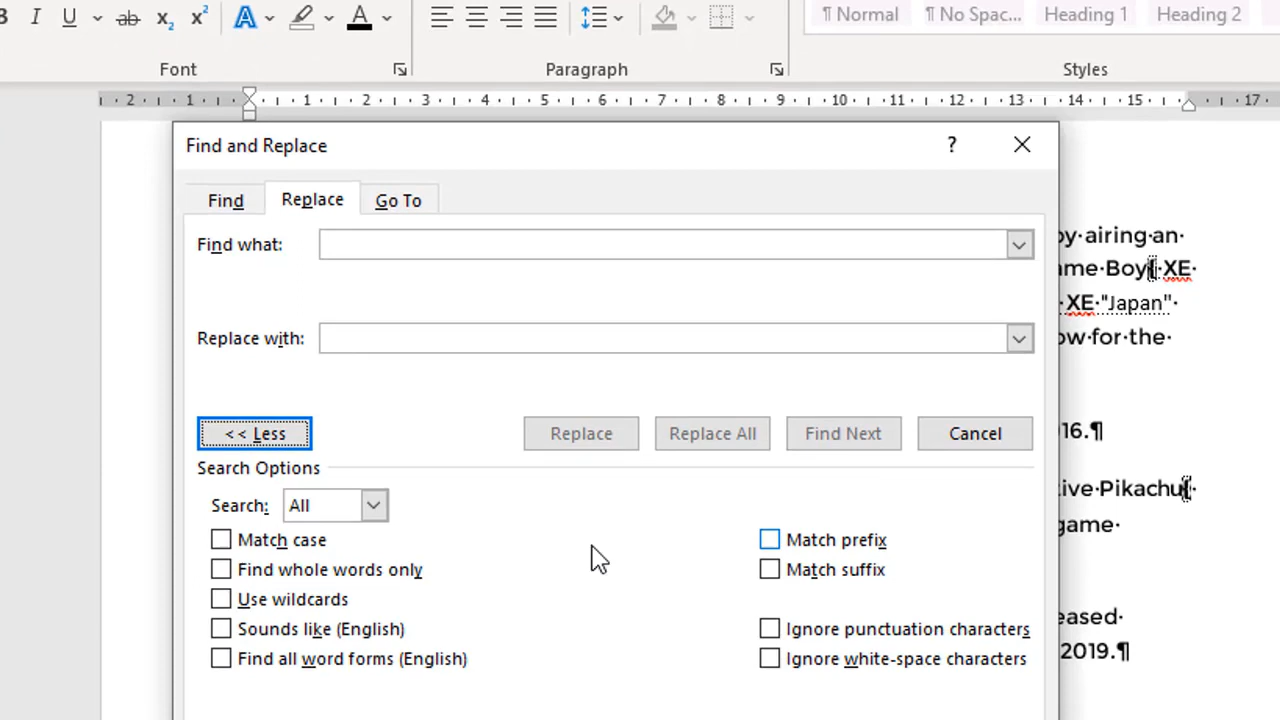 I U ab x₂ x² A A
¶ Normal ¶ No Spac... Heading 1 Heading 2
Font Paragraph Styles
2 1 1 2 3 4 5 6 7 8 9 10 11 12 13 14 15 17
Find and Replace ?
Find Replace Go To
Find what:
by·airing·an·
ame·Boy{·XE·
Replace with:
XE·"Japan"·
ow·for·the·
<< Less Replace Replace All Find Next Cancel
16.¶
Search Options
Search: All
ive·Pikachu{·
game·
Match case Match prefix
Find whole words only Match suffix
Use wildcards
Sounds like (English) Ignore punctuation characters
Find all word forms (English) Ignore white-space characters
eased·
2019.¶